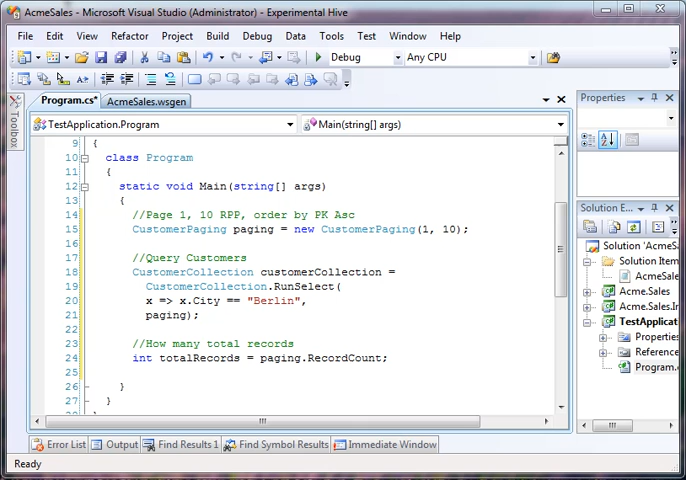 AcmeSales - Microsoft Visual Studio (Administrator) - Experimental Hive
File Edit View Refactor Project Build Debug Data Tools Test Window Help
Debug Any CPU
Program.cs* AcmeSales.wsgen
Toolbox
TestApplication.Program Main(string[] args)
9 {
10 class Program
11 {
12 static void Main(string[] args)
13 {
14 //Page 1, 10 RPP, order by PK Asc
15 CustomerPaging paging = new CustomerPaging(1, 10);
16
17 //Query Customers
18 CustomerCollection customerCollection =
19 CustomerCollection.RunSelect(
20 x => x.City == "Berlin",
21 paging);
22
23 //How many total records
24 int totalRecords = paging.RecordCount;
25
26 }
27 }
Properties
Solution E...
Solution 'AcmeSa
Solution Item
AcmeSale
Acme.Sales
Acme.Sales.In
TestApplicati
Properties
Reference
Program.c
Error List Output Find Results 1 Find Symbol Results Immediate Window
Ready